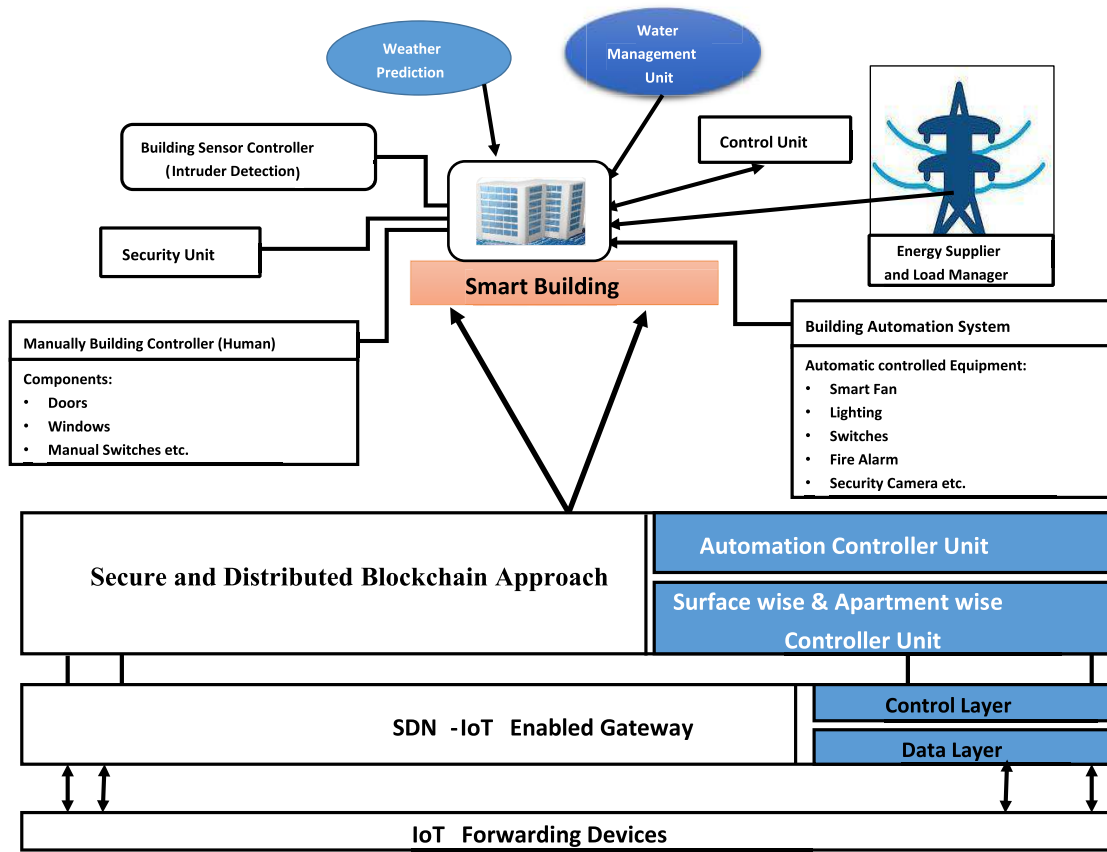 Weather
Prediction
Water
Management
Unit
Building Sensor Controller
(Intruder Detection)
Control Unit
Security Unit
Energy Supplier
and Load Manager
Smart Building
Manually Building Controller (Human)
Components:
• Doors
• Windows
• Manual Switches etc.
Building Automation System
Automatic controlled Equipment:
• Smart Fan
• Lighting
• Switches
• Fire Alarm
• Security Camera etc.
Secure and Distributed Blockchain Approach
Automation Controller Unit
Surface wise & Apartment wise
Controller Unit
SDN -IoT Enabled Gateway
Control Layer
Data Layer
IoT Forwarding Devices